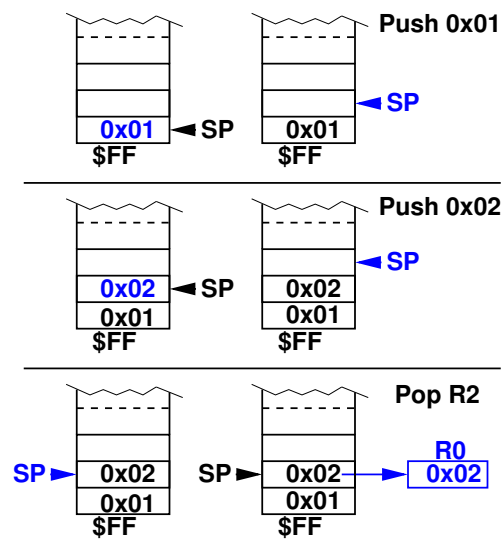 Push 0x01
SP
0x01 SP 0x01
$FF $FF
Push 0x02
SP
0x02 SP 0x02
0x01 0x01
$FF $FF
Pop R2
R0
SP 0x02 SP 0x02 0x02
0x01 0x01
$FF $FF